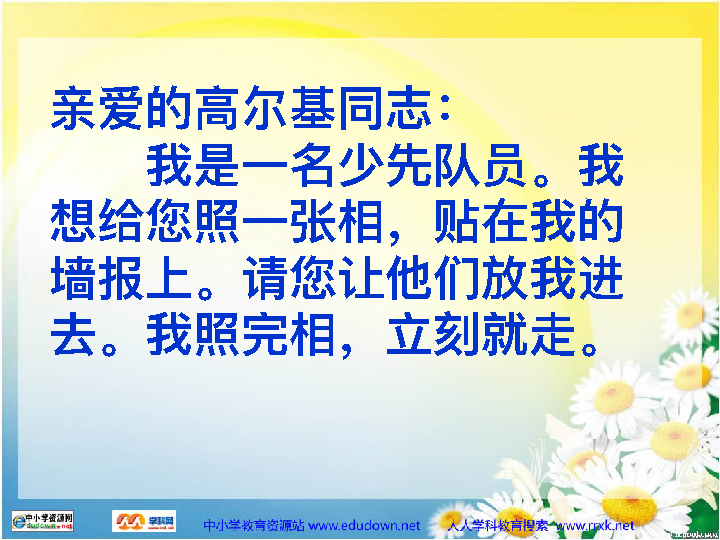 亲爱的高尔基同志：
我是一名少先队员。我
想给您照一张相，贴在我的
墙报上。请您让他们放我进
去。我照完相，立刻就走。
中小学资源网
edudown.net
学科网
中小学教育资源站 www.edudown.net 人人学科教育搜索 www.rrxk.net